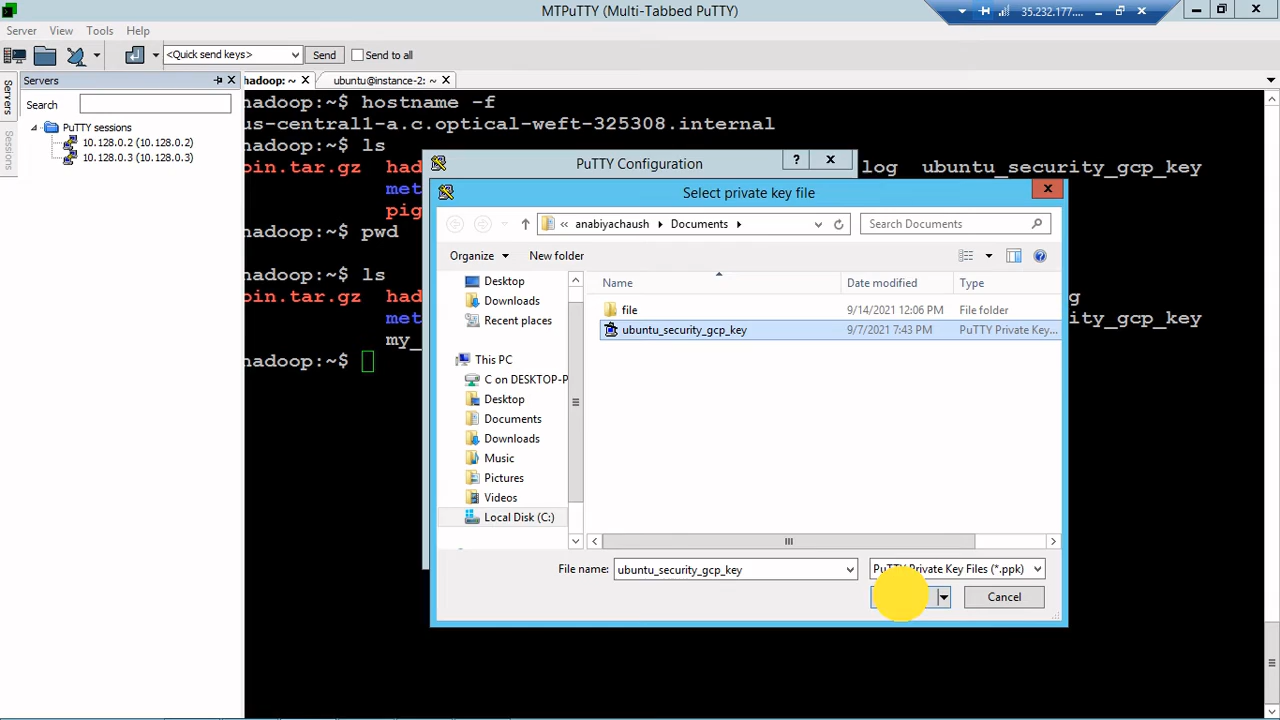 MTPuTTY (Multi-Tabbed PuTTY)
35.232.177....
Server View Tools Help
<Quick send keys> Send Send to all
Servers
hadoop: ~ ubuntu@instance-2: ~
Servers
Sessions
Search
PuTTY sessions
10.128.0.2 (10.128.0.2)
10.128.0.3 (10.128.0.3)
hadoop:~$ hostname -f
us-central1-a.c.optical-weft-325308.internal
hadoop:~$ ls
bin.tar.gz had log ubuntu_security_gcp_key
met
pig
hadoop:~$ pwd
hadoop:~$ ls
bin.tar.gz had g
met ity_gcp_key
my_
hadoop:~$
PuTTY Configuration
?
Select private key file
« anabiyachaush Documents
Search Documents
Organize New folder
Desktop
Downloads
Recent places
This PC
C on DESKTOP-P
Desktop
Documents
Downloads
Music
Pictures
Videos
Local Disk (C:)
Name Date modified Type
file 9/14/2021 12:06 PM File folder
ubuntu_security_gcp_key 9/7/2021 7:43 PM PuTTY Private Key...
File name: ubuntu_security_gcp_key PuTTY Private Key Files (*.ppk)
Cancel